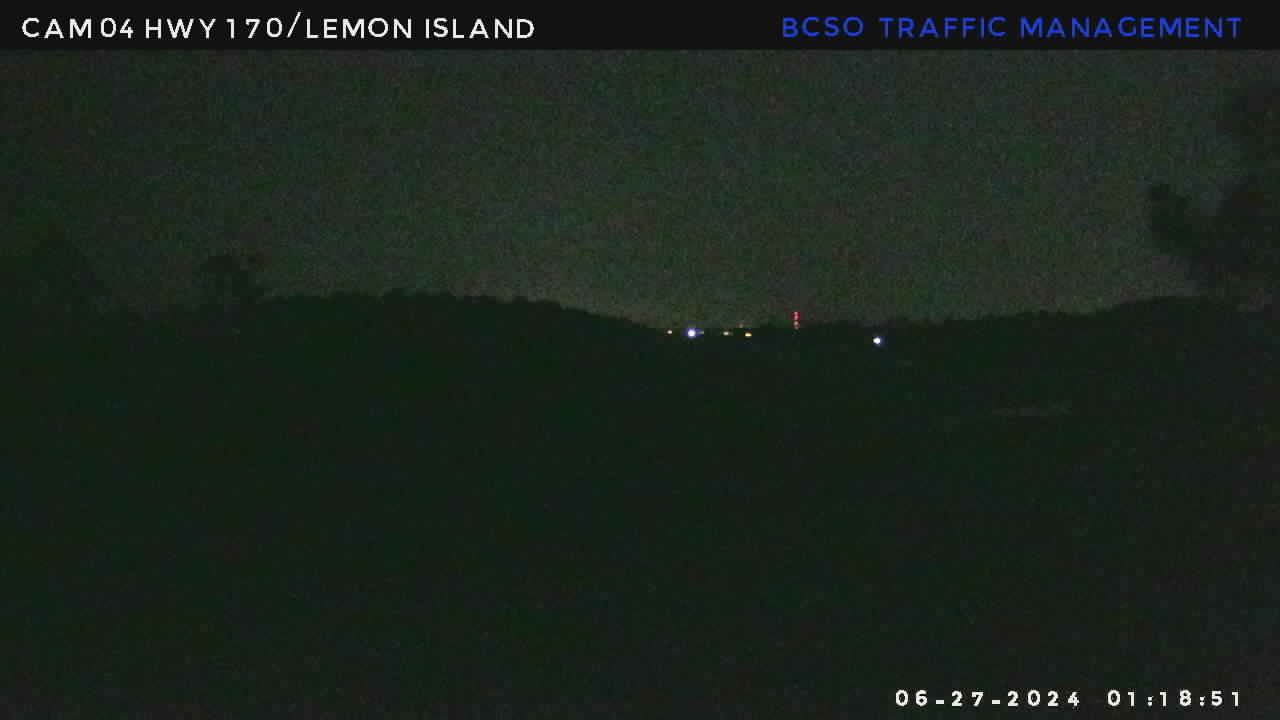 CAM04 HWY 170/LEMON ISLAND
BCSO TRAFFIC MANAGEMENT
06-27-2024 01:18:51